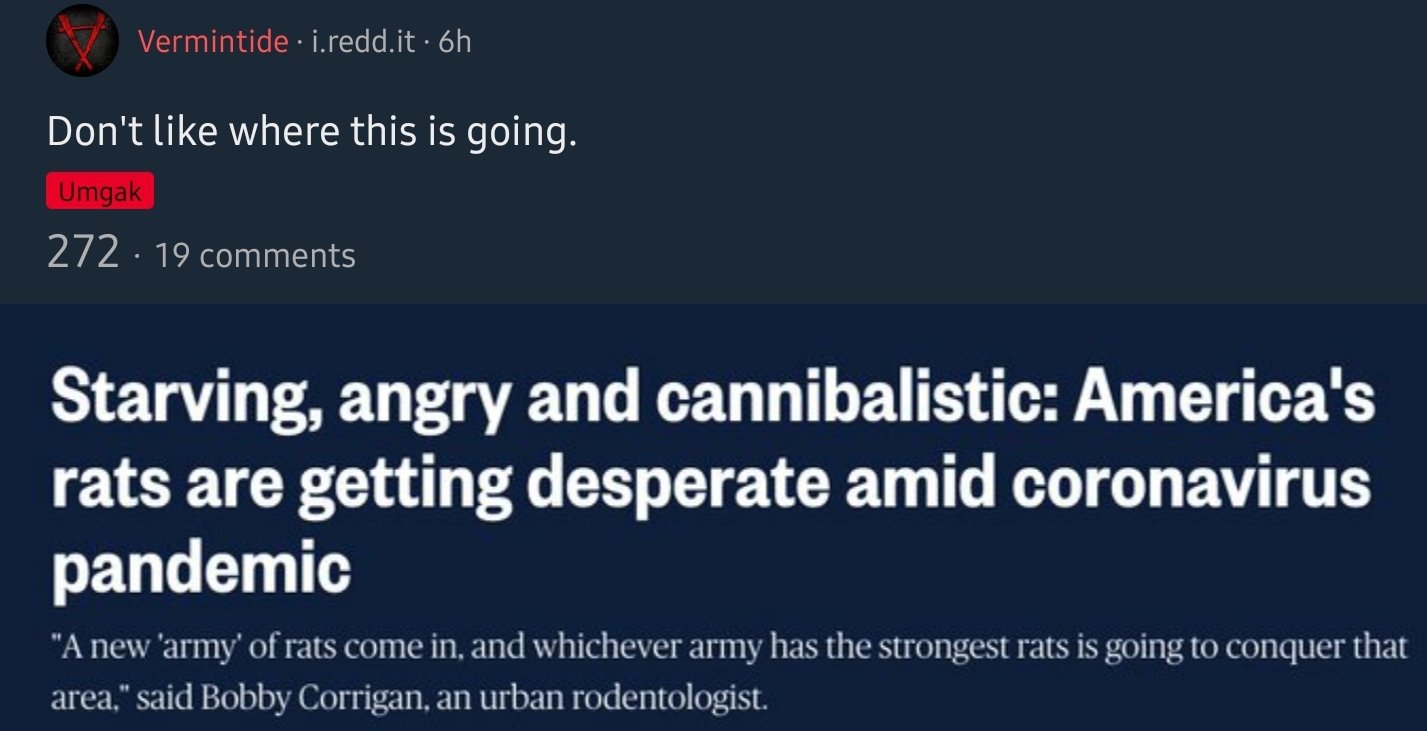 Vermintide · i.redd.it · 6h
Don't like where this is going.
Umgak
272 · 19 comments
Starving, angry and cannibalistic: America's
rats are getting desperate amid coronavirus
pandemic
"A new 'army' of rats come in, and whichever army has the strongest rats is going to conquer that
area," said Bobby Corrigan, an urban rodentologist.